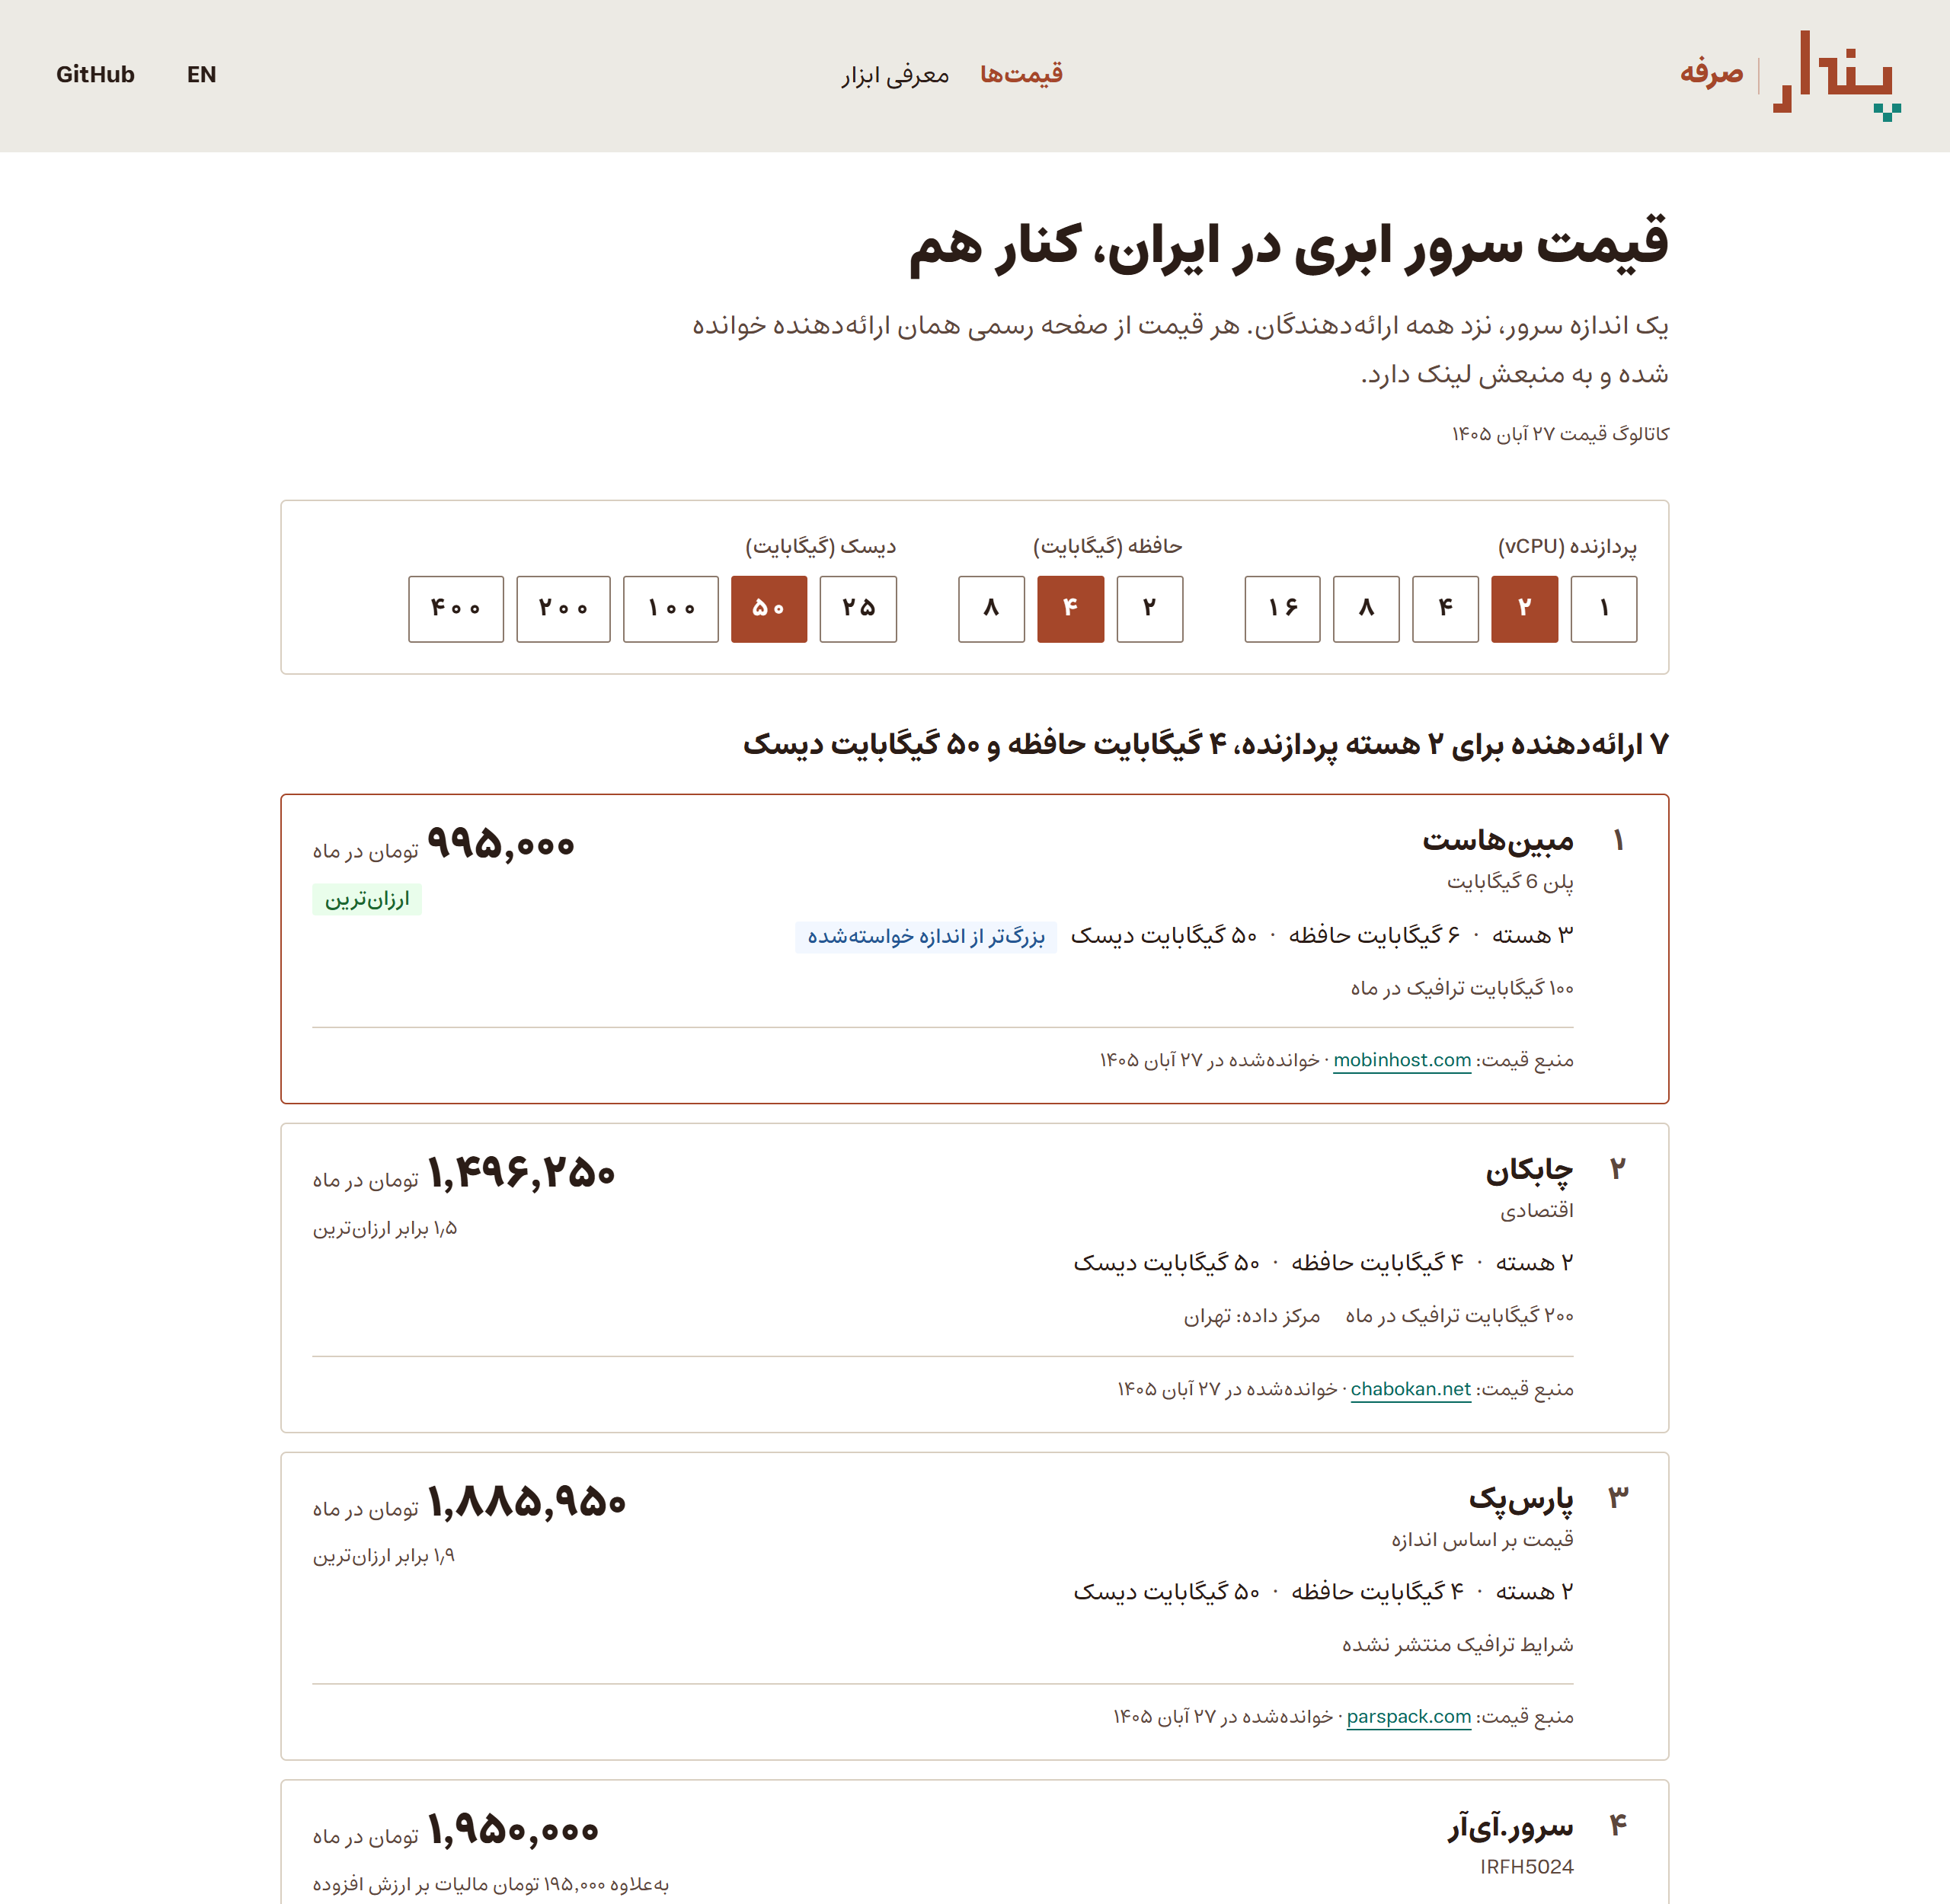 پندار | صرفه
قیمت‌ها معرفی ابزار
EN GitHub
قیمت سرور ابری در ایران، کنار هم
یک اندازه سرور، نزد همه ارائه‌دهندگان. هر قیمت از صفحه رسمی همان ارائه‌دهنده خوانده
شده و به منبعش لینک دارد.
کاتالوگ قیمت ۲۷ آبان ۱۴۰۵
پردازنده (vCPU)
۱ ۲ ۴ ۸ ۱۶
حافظه (گیگابایت)
۲ ۴ ۸
دیسک (گیگابایت)
۲۵ ۵۰ ۱۰۰ ۲۰۰ ۴۰۰
۷ ارائه‌دهنده برای ۲ هسته پردازنده، ۴ گیگابایت حافظه و ۵۰ گیگابایت دیسک
۱
مبین‌هاست
پلن 6 گیگابایت
۹۹۵,۰۰۰ تومان در ماه
ارزان‌ترین
۳ هسته · ۶ گیگابایت حافظه · ۵۰ گیگابایت دیسک بزرگ‌تر از اندازه خواسته‌شده
۱۰۰ گیگابایت ترافیک در ماه
منبع قیمت: mobinhost.com · خوانده‌شده در ۲۷ آبان ۱۴۰۵
۲
چابکان
اقتصادی
۱,۴۹۶,۲۵۰ تومان در ماه
۱٫۵ برابر ارزان‌ترین
۲ هسته · ۴ گیگابایت حافظه · ۵۰ گیگابایت دیسک
۲۰۰ گیگابایت ترافیک در ماه مرکز داده: تهران
منبع قیمت: chabokan.net · خوانده‌شده در ۲۷ آبان ۱۴۰۵
۳
پارس‌پک
قیمت بر اساس اندازه
۱,۸۸۵,۹۵۰ تومان در ماه
۱٫۹ برابر ارزان‌ترین
۲ هسته · ۴ گیگابایت حافظه · ۵۰ گیگابایت دیسک
شرایط ترافیک منتشر نشده
منبع قیمت: parspack.com · خوانده‌شده در ۲۷ آبان ۱۴۰۵
۴
سرور.آی‌آر
IRFH5024
۱,۹۵۰,۰۰۰ تومان در ماه
به‌علاوه ۱۹۵,۰۰۰ تومان مالیات بر ارزش افزوده